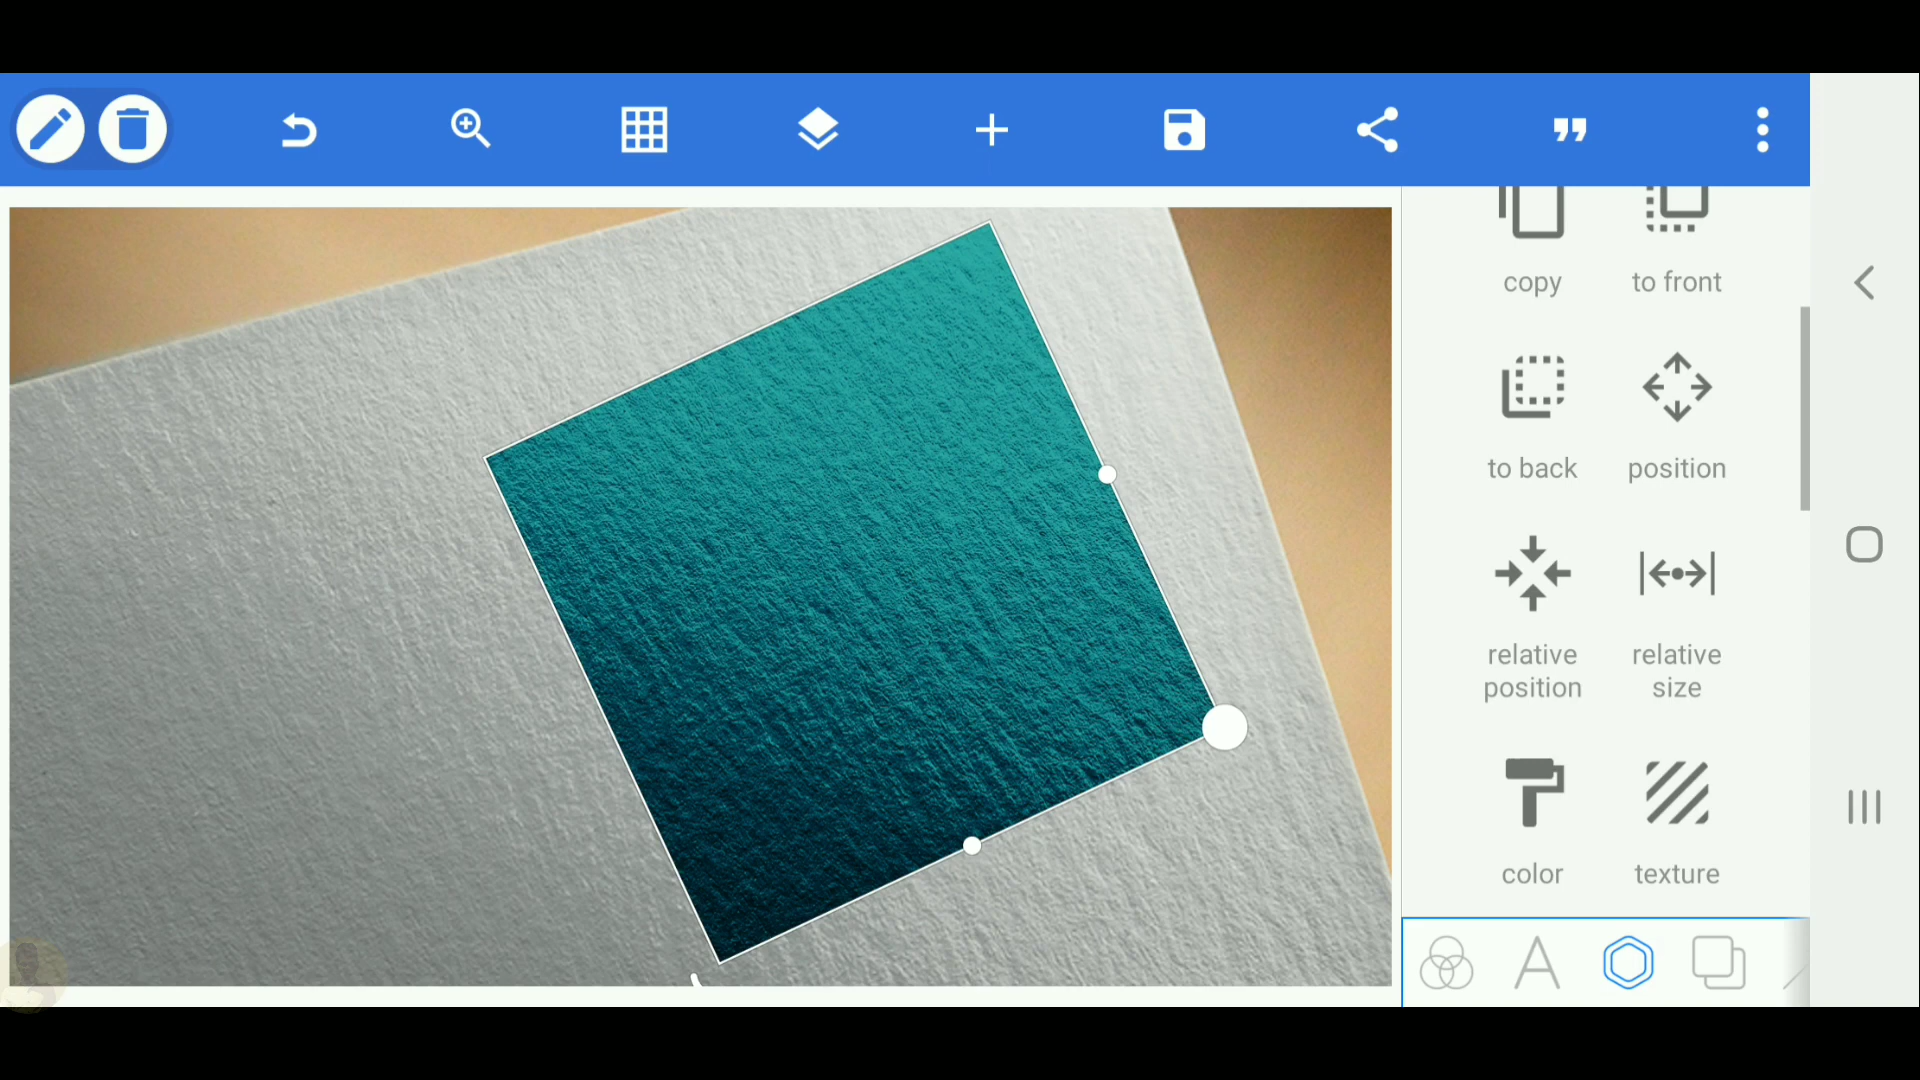 copy
to front
to back
position
relative
position
relative
size
color
texture